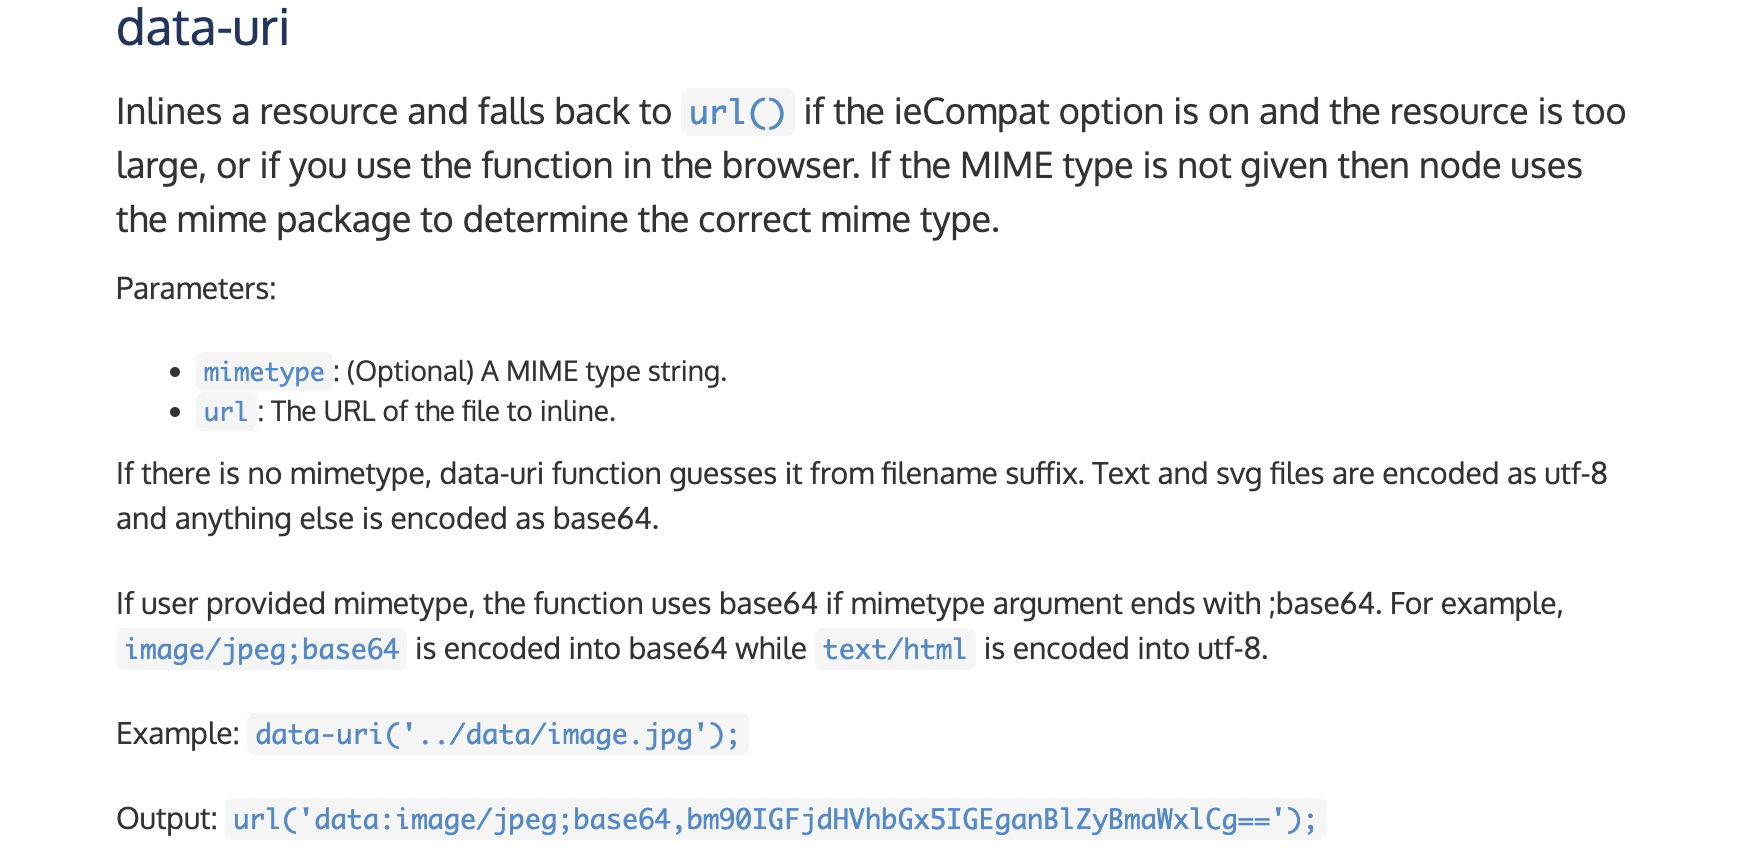 data-uri
Inlines a resource and falls back to url() if the ieCompat option is on and the resource is too
large, or if you use the function in the browser. If the MIME type is not given then node uses
the mime package to determine the correct mime type.
Parameters:
• mimetype: (Optional) A MIME type string.
• url: The URL of the file to inline.
If there is no mimetype, data-uri function guesses it from filename suffix. Text and svg files are encoded as utf-8
and anything else is encoded as base64.
If user provided mimetype, the function uses base64 if mimetype argument ends with ;base64. For example,
image/jpeg;base64 is encoded into base64 while text/html is encoded into utf-8.
Example: data-uri('../data/image.jpg');
Output: url('data:image/jpeg;base64,bm90IGFjdHVhbGx5IGEganBlZyBmaWxlCg==');